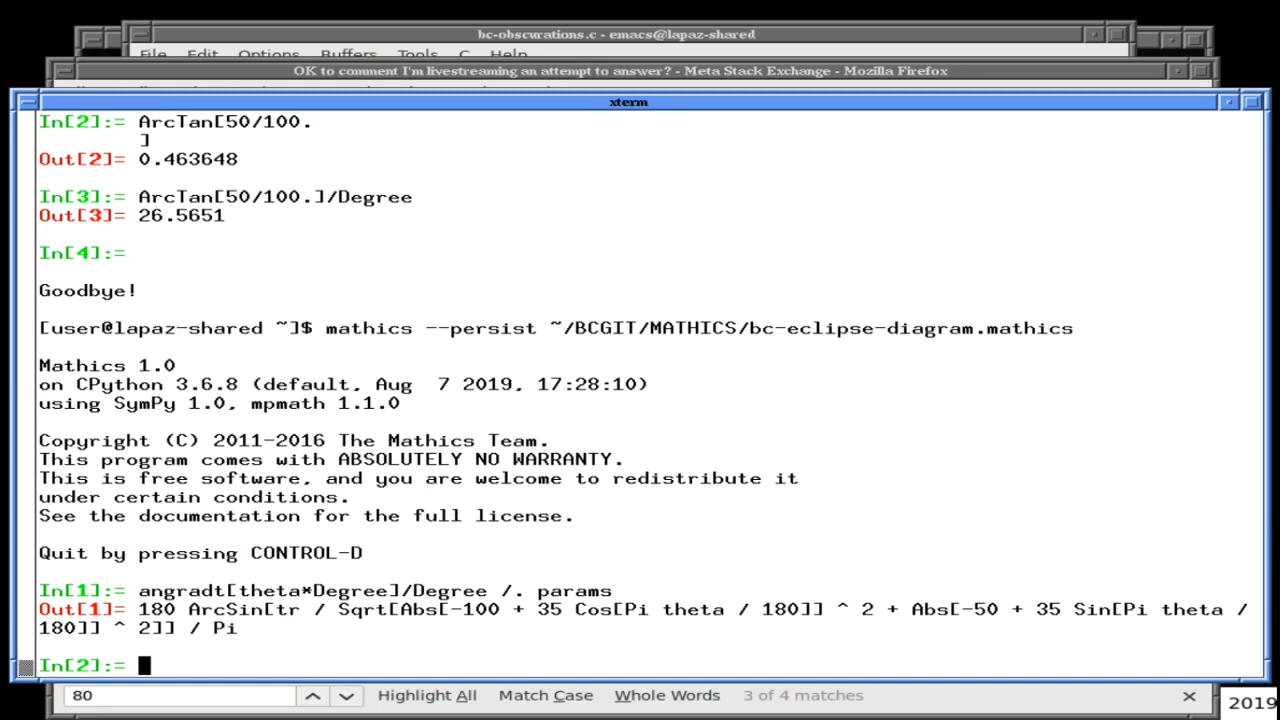 bc-obscurations.c - emacs@lapaz-shared
File Edit Options Buffers Tools C Help
OK to comment I'm livestreaming an attempt to answer? - Meta Stack Exchange - Mozilla Firefox
xterm
In[2]:= ArcTan[50/100.
]
Out[2]= 0.463648
In[3]:= ArcTan[50/100.]/Degree
Out[3]= 26.5651
In[4]:=
Goodbye!
[user@lapaz-shared ~]$ mathics --persist ~/BCGIT/MATHICS/bc-eclipse-diagram.mathics
Mathics 1.0
on CPython 3.6.8 (default, Aug  7 2019, 17:28:10)
using SymPy 1.0, mpmath 1.1.0
Copyright (C) 2011-2016 The Mathics Team.
This program comes with ABSOLUTELY NO WARRANTY.
This is free software, and you are welcome to redistribute it
under certain conditions.
See the documentation for the full license.
Quit by pressing CONTROL-D
In[1]:= angradt[theta*Degree]/Degree /. params
Out[1]= 180 ArcSin[tr / Sqrt[Abs[-100 + 35 Cos[Pi theta / 180]] ^ 2 + Abs[-50 + 35 Sin[Pi theta /
180]] ^ 2]] / Pi
In[2]:=
80 Highlight All Match Case Whole Words 3 of 4 matches
2019